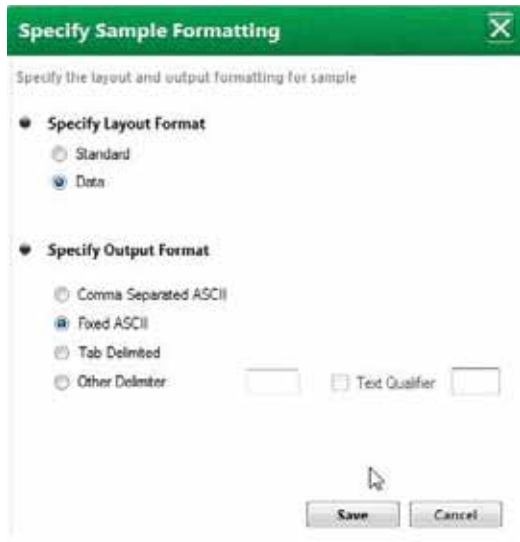 Specify Sample Formatting
Specify the layout and output formatting for sample
Specify Layout Format
Standard
Data
Specify Output Format
Comma Separated ASCII
Fixed ASCII
Tab Delimited
Other Delimiter Text Qualifier
Save Cancel